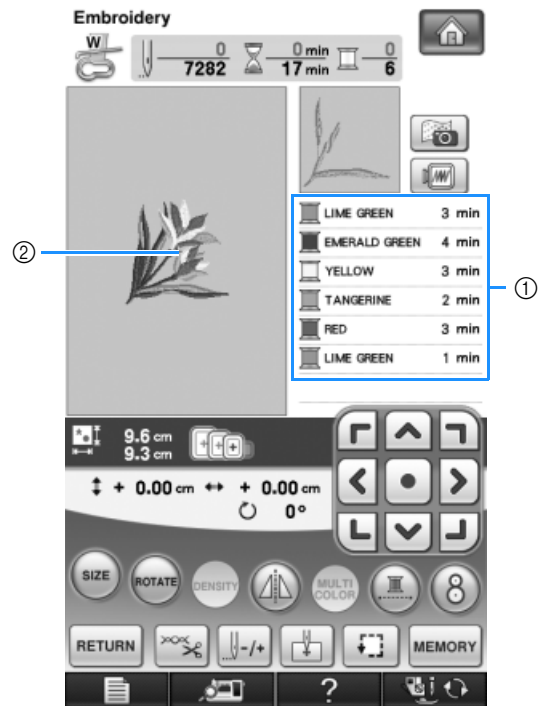 Embroidery
W
0 0 min 0
7282 17 min 6
LIME GREEN 3 min
EMERALD GREEN 4 min
YELLOW 3 min
TANGERINE 2 min
RED 3 min
LIME GREEN 1 min
②
①
9.6 cm
9.3 cm
+ 0.00 cm + 0.00 cm
0°
SIZE ROTATE DENSITY MULTI COLOR 8
RETURN -/+ MEMORY
?